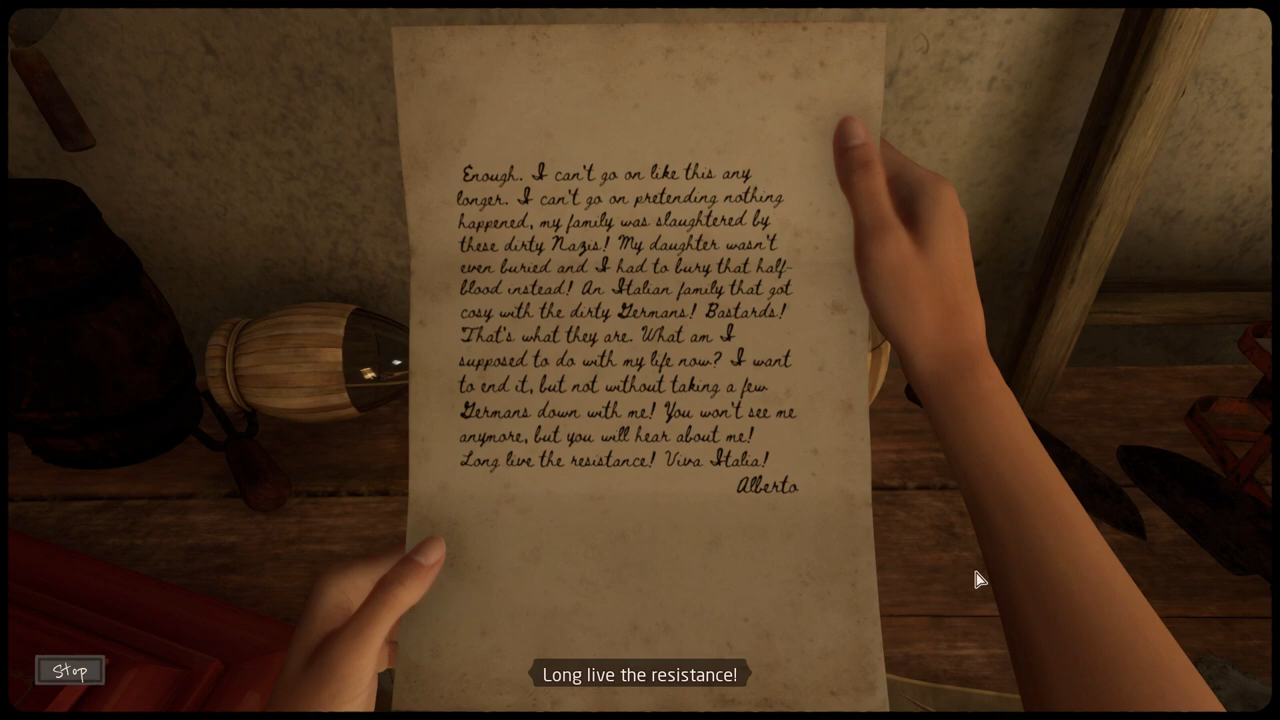 Enough. I can't go on like this any
longer. I can't go on pretending nothing
happened, my family was slaughtered by
these dirty Nazis! My daughter wasn't
even buried and I had to bury that half-
blood instead! An Italian family that got
cosy with the dirty Germans! Bastards!
That's what they are. What am I
supposed to do with my life now? I want
to end it, but not without taking a few
Germans down with me! You won't see me
anymore, but you will hear about me!
Long live the resistance! Viva Italia!
Alberto
Stop
Long live the resistance!